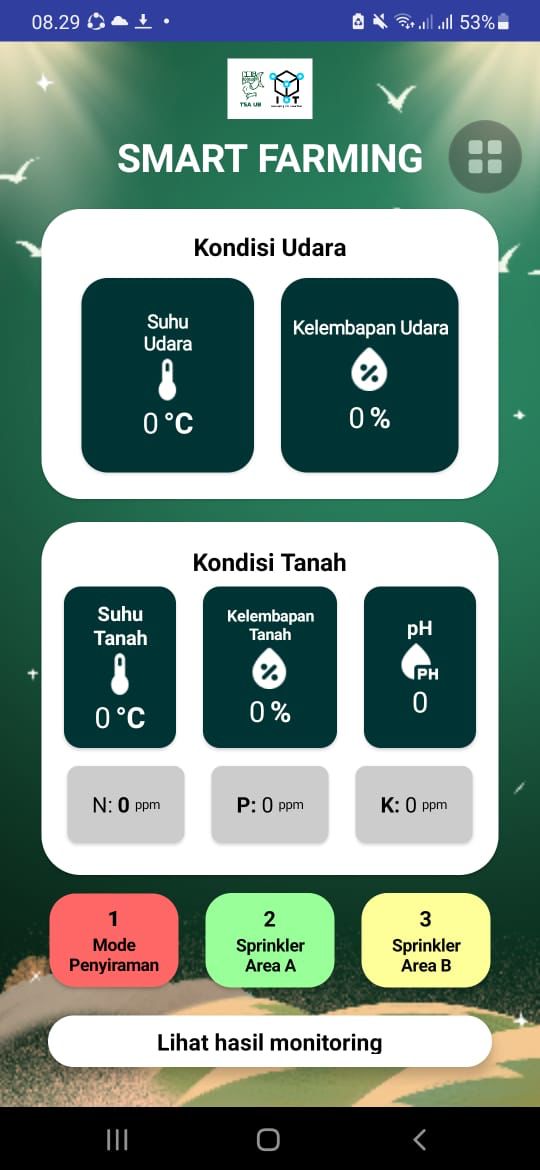 08.29
53%
TSA UB
IoT
SMART FARMING
Kondisi Udara
Suhu
Udara
0 °C
Kelembapan Udara
%
0 %
Kondisi Tanah
Suhu
Tanah
0 °C
Kelembapan
Tanah
%
0 %
pH
PH
0
N: 0 ppm
P: 0 ppm
K: 0 ppm
1
Mode
Penyiraman
2
Sprinkler
Area A
3
Sprinkler
Area B
Lihat hasil monitoring